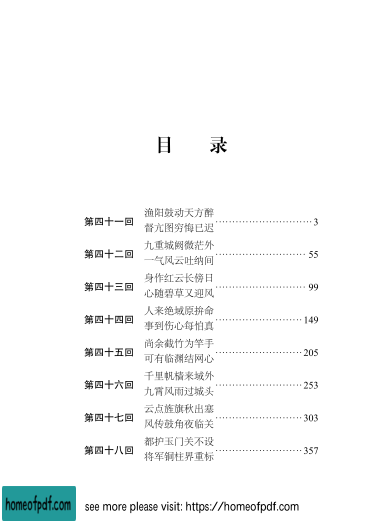 目 录
第四十一回 渔阳鼓动天方醉
督亢图穷悔已迟 3
第四十二回 九重城阙微茫外
一气风云吐纳间 55
第四十三回 身作红云长傍日
心随碧草又迎风 99
第四十四回 人来绝域原拚命
事到伤心每怕真 149
第四十五回 尚余截竹为竿手
可有临渊结网心 205
第四十六回 千里帆樯来域外
九霄风雨过城头 253
第四十七回 云点旌旗秋出塞
风传鼓角夜临关 303
第四十八回 都护玉门关不设
将军铜柱界重标 357
homeofpdf.com see more please visit: https://homeofpdf.com